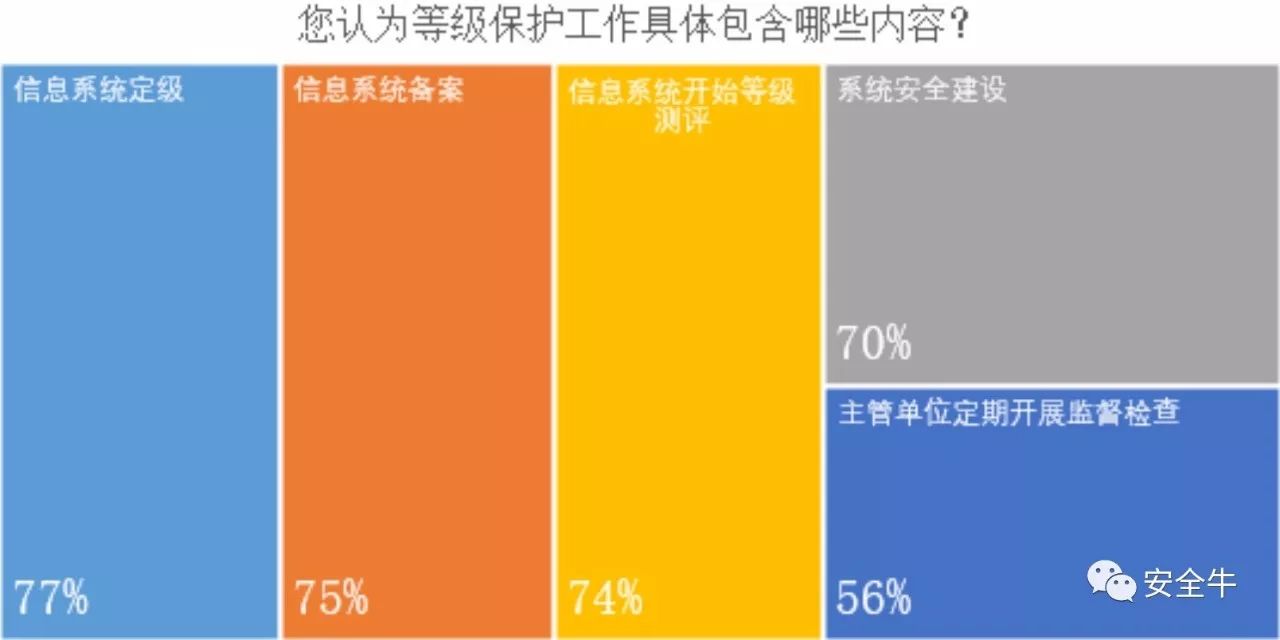 您认为等级保护工作具体包含哪些内容？
信息系统定级
77%
信息系统备案
75%
信息系统开始等级
测评
74%
系统安全建设
70%
主管单位定期开展监督检查
56%
安全牛